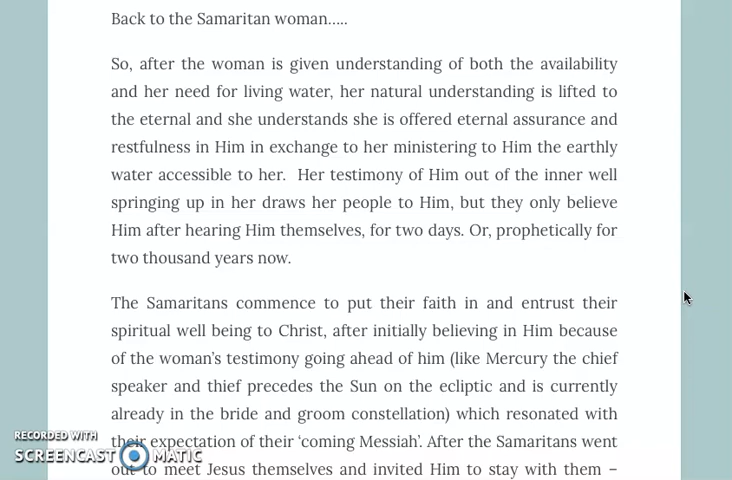 Back to the Samaritan woman…..
So, after the woman is given understanding of both the availability
and her need for living water, her natural understanding is lifted to
the eternal and she understands she is offered eternal assurance and
restfulness in Him in exchange to her ministering to Him the earthly
water accessible to her.  Her testimony of Him out of the inner well
springing up in her draws her people to Him, but they only believe
Him after hearing Him themselves, for two days. Or, prophetically for
two thousand years now.
The Samaritans commence to put their faith in and entrust their
spiritual well being to Christ, after initially believing in Him because
of the woman’s testimony going ahead of him (like Mercury the chief
speaker and thief precedes the Sun on the ecliptic and is currently
already in the bride and groom constellation) which resonated with
their expectation of their ‘coming Messiah’. After the Samaritans went
out to meet Jesus themselves and invited Him to stay with them –
RECORDED WITH
SCREENCAST MATIC